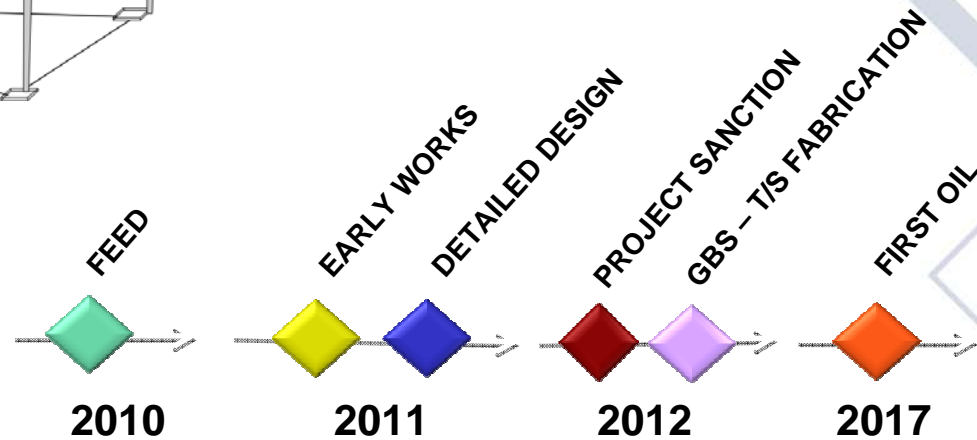 FEED
EARLY WORKS
DETAILED DESIGN
PROJECT SANCTION
GBS – T/S FABRICATION
FIRST OIL
2010
2011
2012
2017